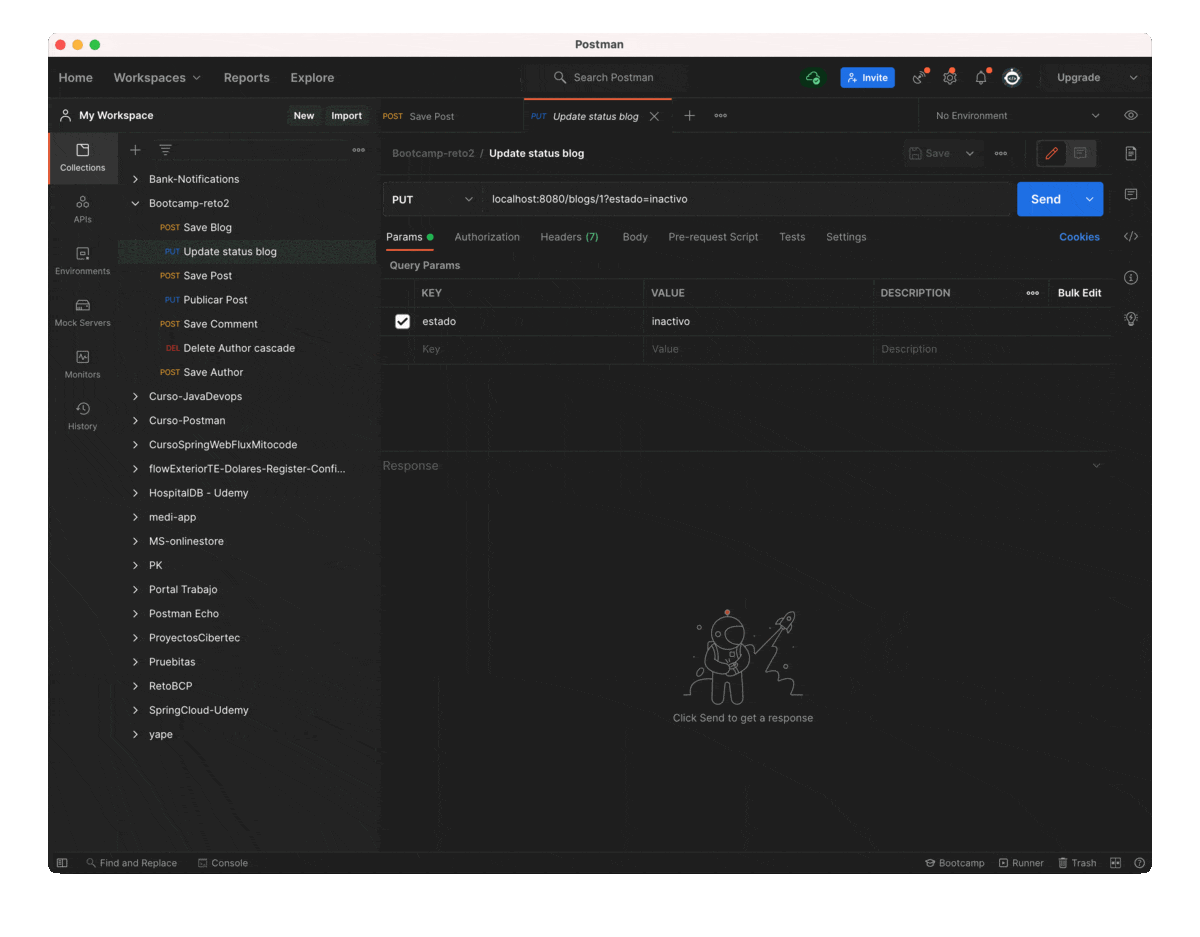 Postman
Home Workspaces Reports Explore Search Postman Invite Upgrade
My Workspace New Import POST Save Post PUT Update status blog No Environment
Bootcamp-reto2 / Update status blog Save
Collections
APIs
Environments
Mock Servers
Monitors
History
Bank-Notifications
Bootcamp-reto2
POST Save Blog
PUT Update status blog
POST Save Post
PUT Publicar Post
POST Save Comment
DEL Delete Author cascade
POST Save Author
Curso-JavaDevops
Curso-Postman
CursoSpringWebFluxMitocode
flowExteriorTE-Dolares-Register-Confi...
HospitalDB - Udemy
medi-app
MS-onlinestore
PK
Portal Trabajo
Postman Echo
ProyectosCibertec
Pruebitas
RetoBCP
SpringCloud-Udemy
yape
PUT localhost:8080/blogs/1?estado=inactivo Send
Params Authorization Headers (7) Body Pre-request Script Tests Settings Cookies
Query Params
KEY VALUE DESCRIPTION Bulk Edit
estado inactivo
Key Value Description
Response
Click Send to get a response
Find and Replace Console Bootcamp Runner Trash